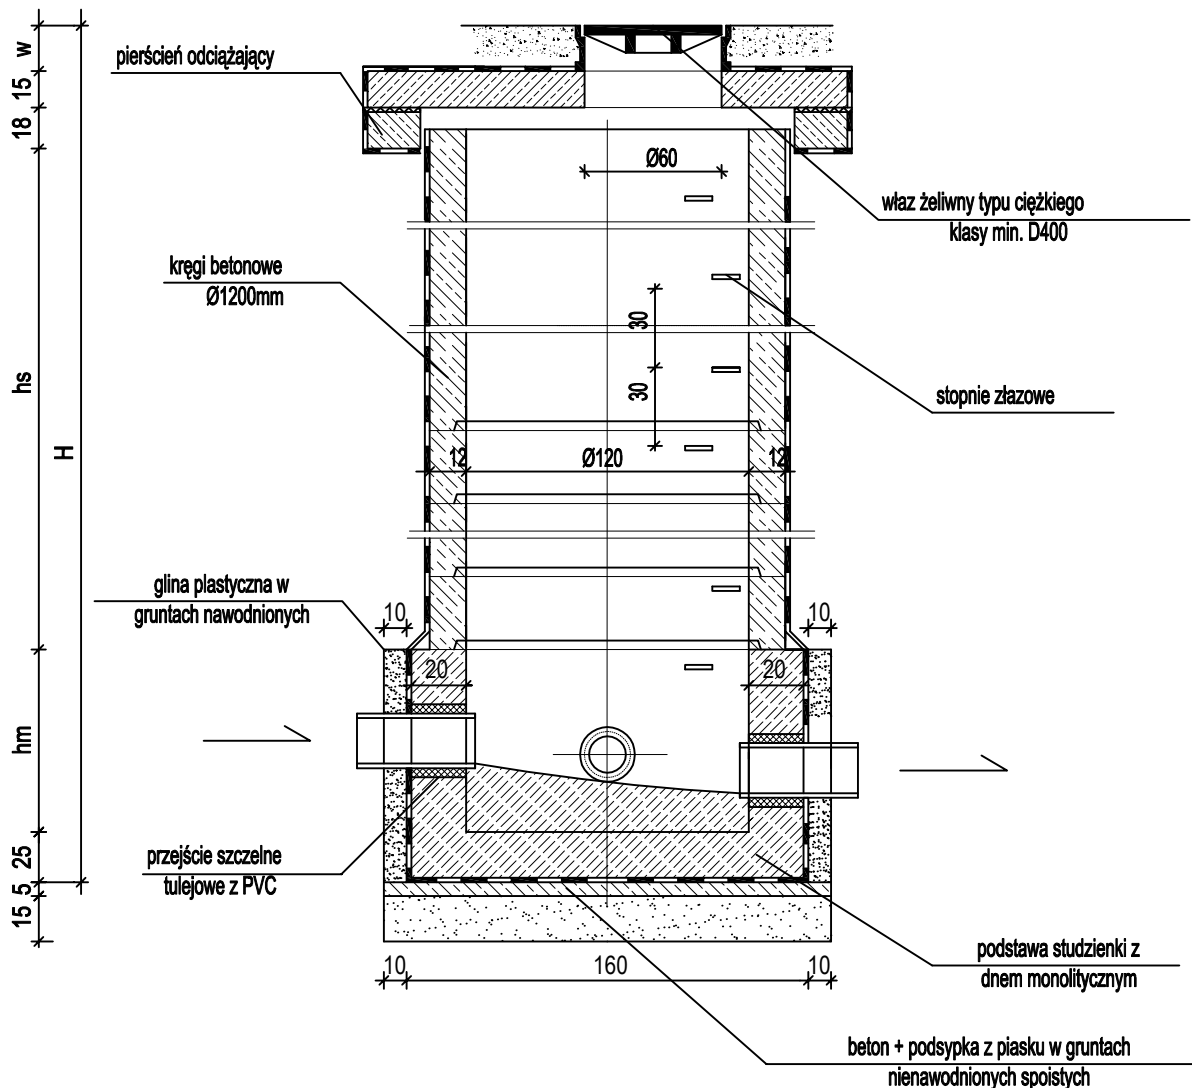 pierścień odciążający
w
15
18
Ø60
właz żeliwny typu ciężkiego
klasy min. D400
kręgi betonowe
Ø1200mm
30
30
hs
H
stopnie złazowe
12
Ø120
12
glina plastyczna w
gruntach nawodnionych
10
10
20
20
hm
przejście szczelne
tulejowe z PVC
25
5
15
10
160
10
podstawa studzienki z
dnem monolitycznym
beton + podsypka z piasku w gruntach
nienawodnionych spoistych